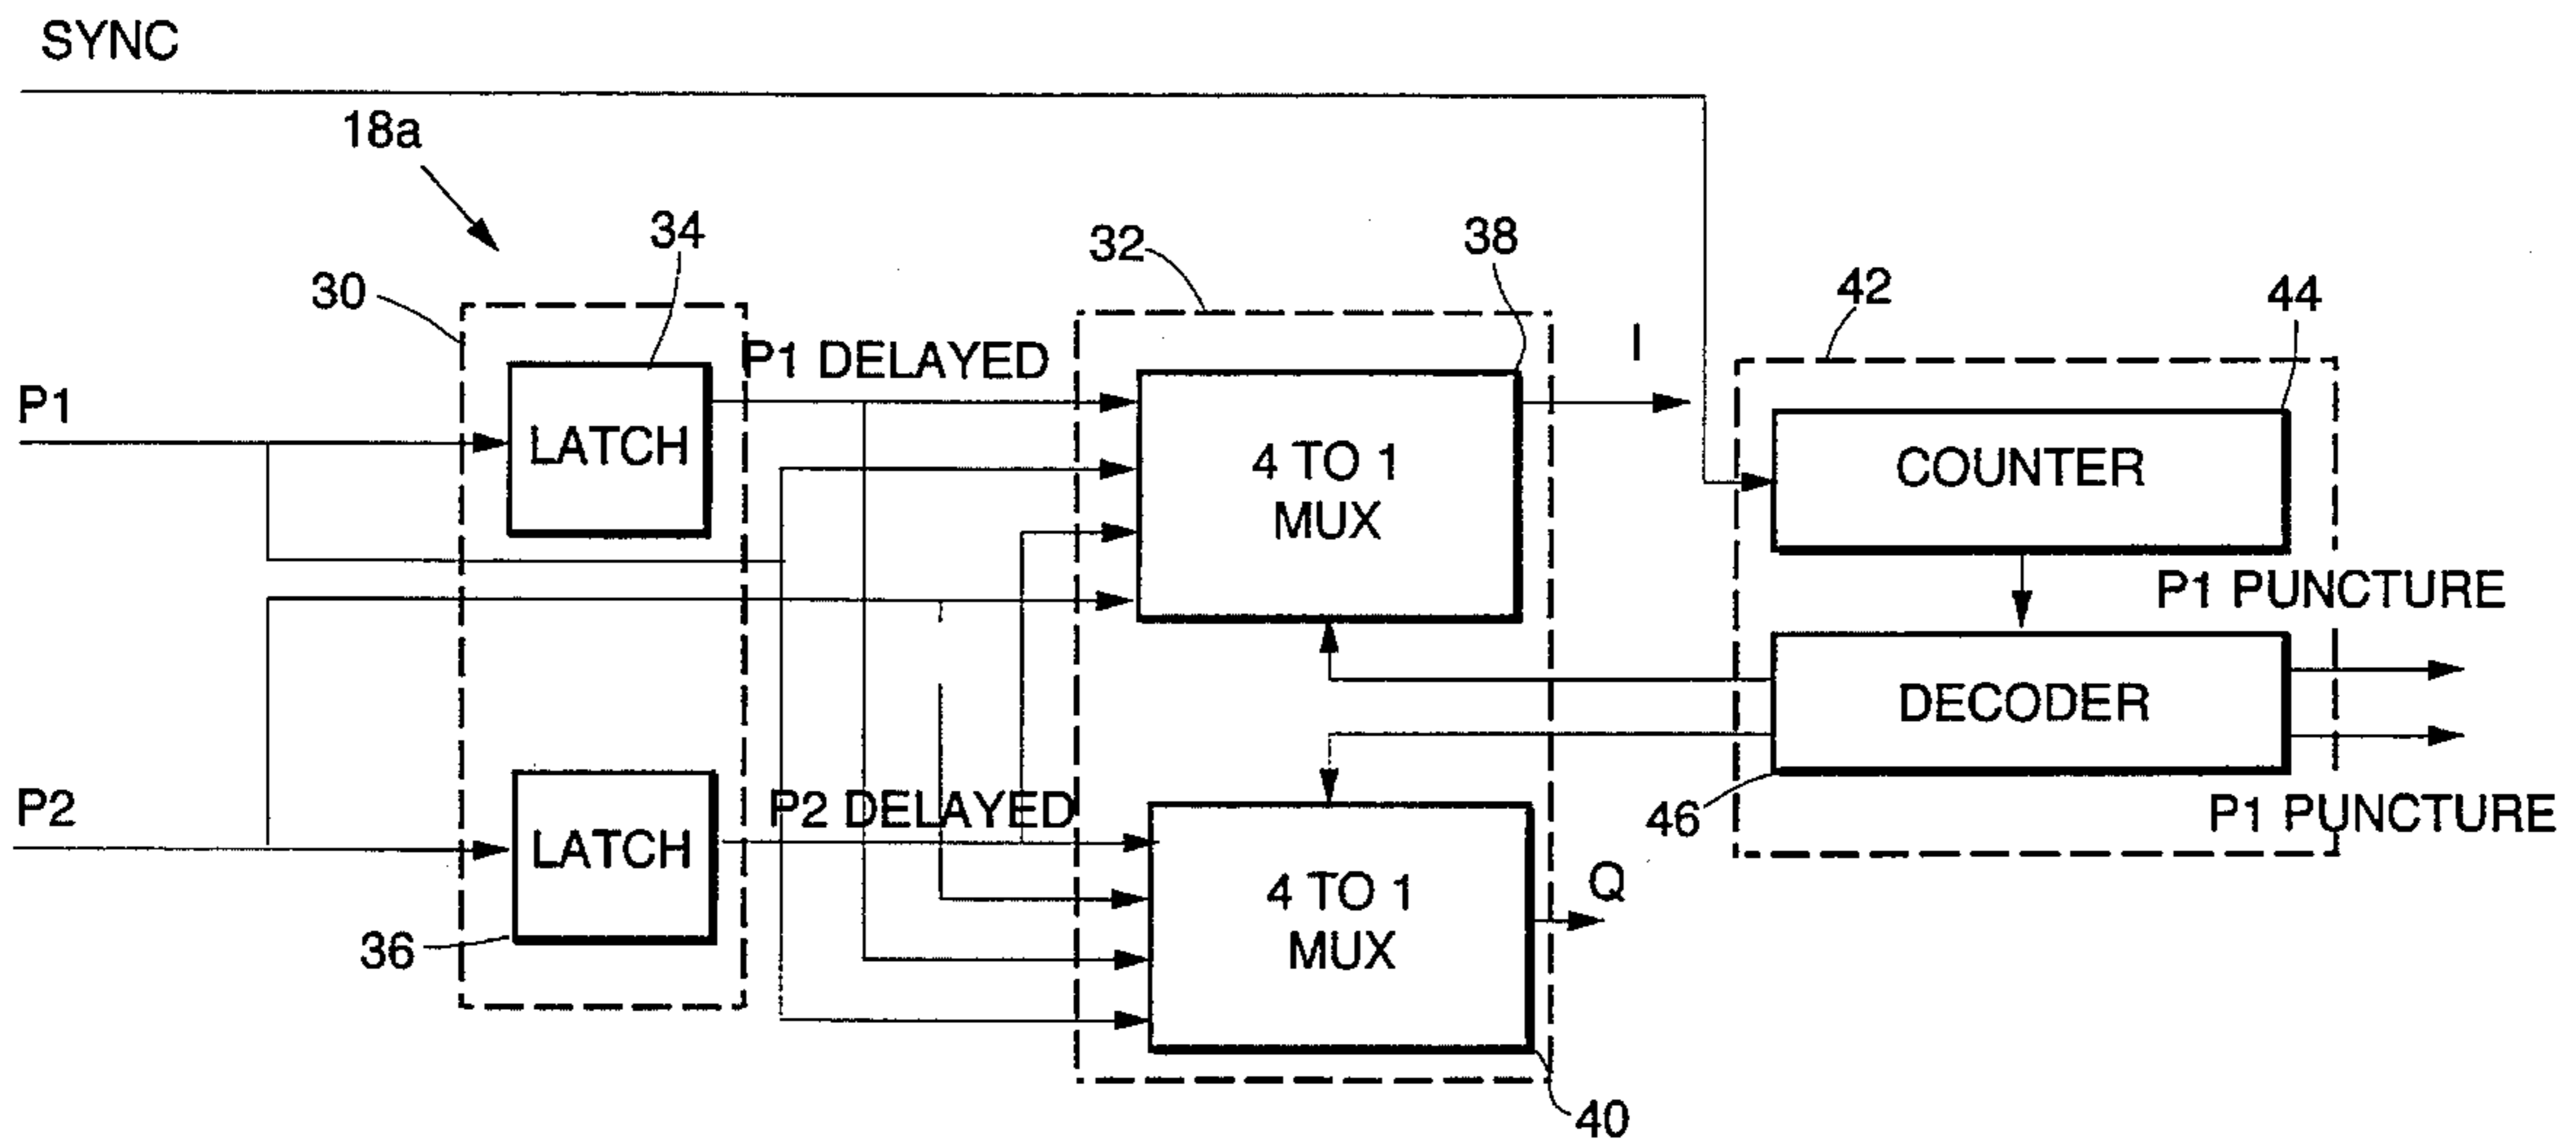 SYNC
18a
34
32
38
30
42
44
P1 DELAYED
I
P1
LATCH
4 TO 1
MUX
COUNTER
P1 PUNCTURE
DECODER
P2
P2 DELAYED
46
P1 PUNCTURE
LATCH
4 TO 1
MUX
Q
36
40